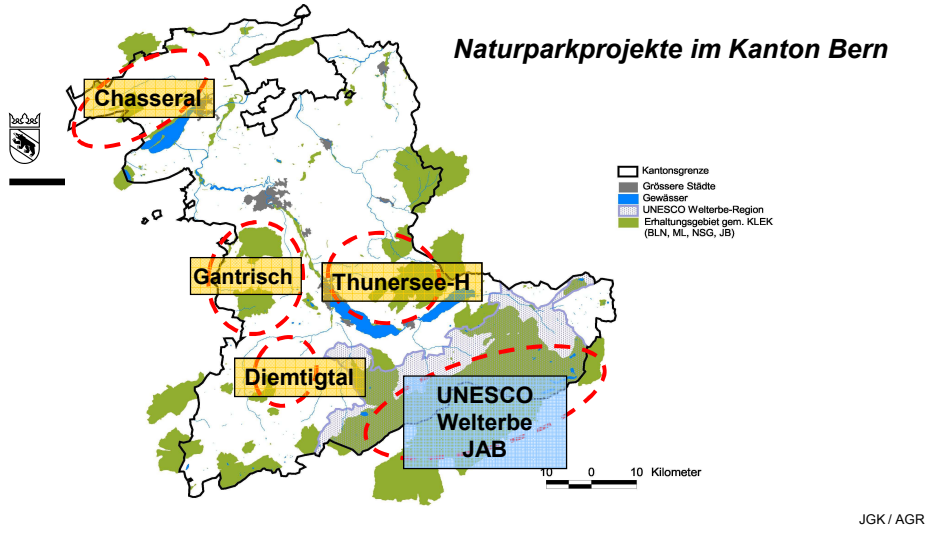 Naturparkprojekte im Kanton Bern
Chasseral
Kantonsgrenze
Grössere Städte
Gewässer
UNESCO Welterbe-Region
Erhaltungsgebiet gem. KLEK
(BLN, ML, NSG, JB)
Gantrisch
Thunersee-H
Diemtigtal
UNESCO
Welterbe
JAB
10 0 10 Kilometer
JGK / AGR